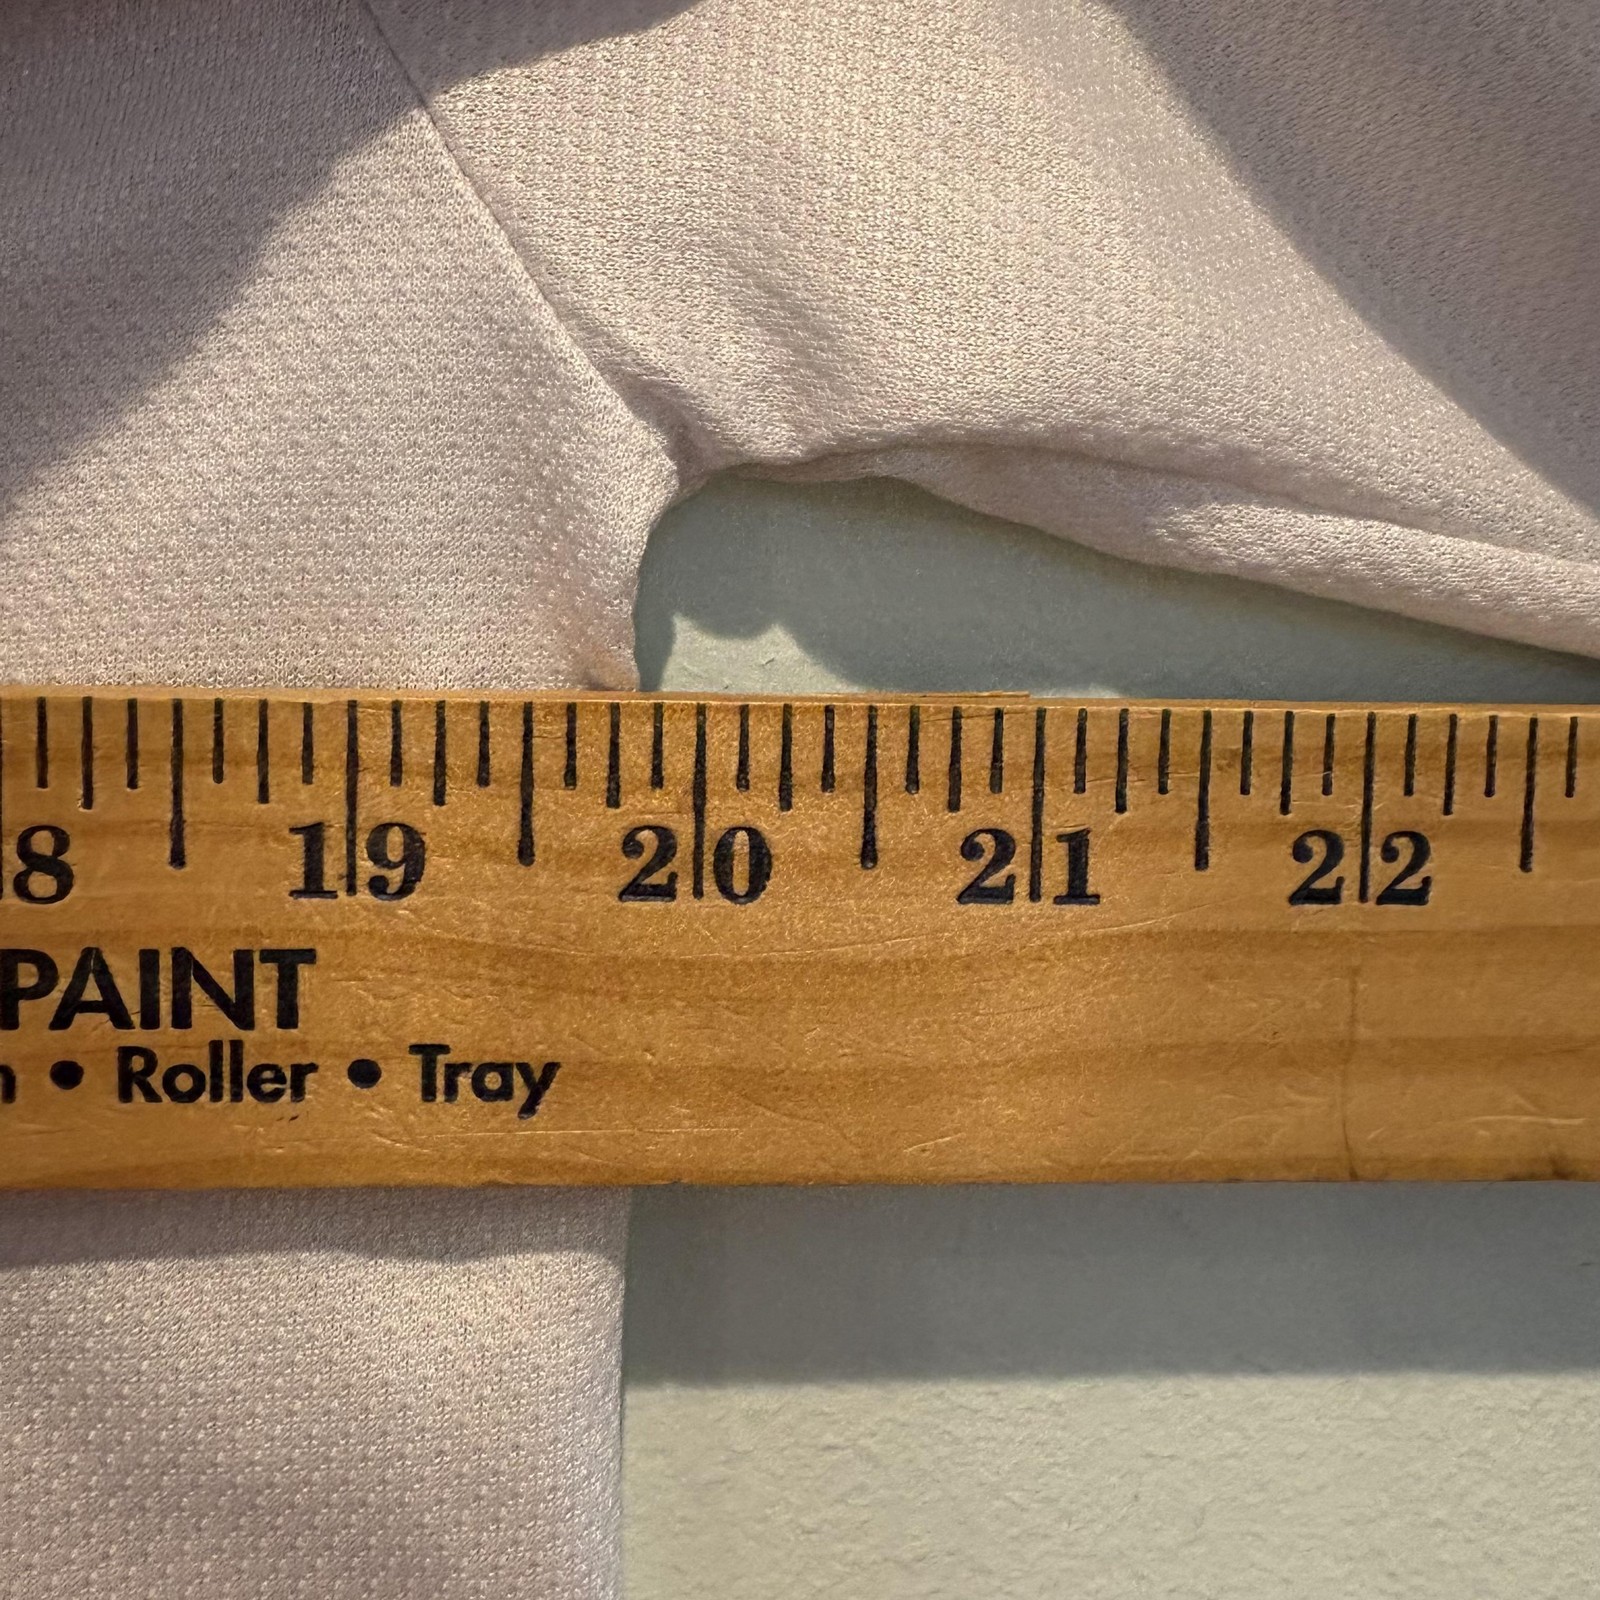 8 19 20 21 22
PAINT
• Roller • Tray